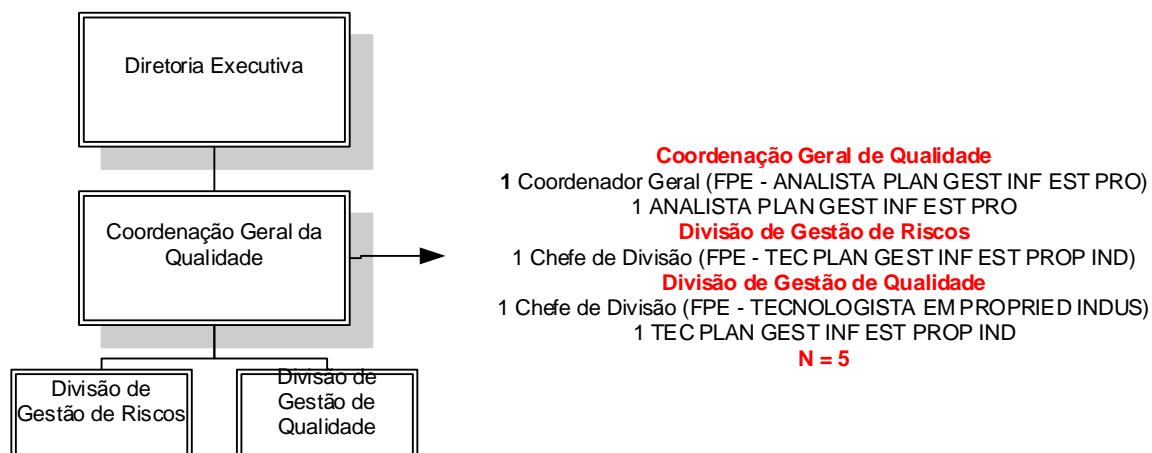 Diretoria Executiva
Coordenação Geral da
Qualidade
Divisão de
Gestão de Riscos
Divisão de
Gestão de
Qualidade
Coordenação Geral de Qualidade
1 Coordenador Geral (FPE - ANALISTA PLAN GEST INF EST PRO)
1 ANALISTA PLAN GEST INF EST PRO
Divisão de Gestão de Riscos
1 Chefe de Divisão (FPE - TEC PLAN GEST INF EST PROP IND)
Divisão de Gestão de Qualidade
1 Chefe de Divisão (FPE - TECNOLOGISTA EM PROPRIED INDUS)
1 TEC PLAN GEST INF EST PROP IND
N = 5